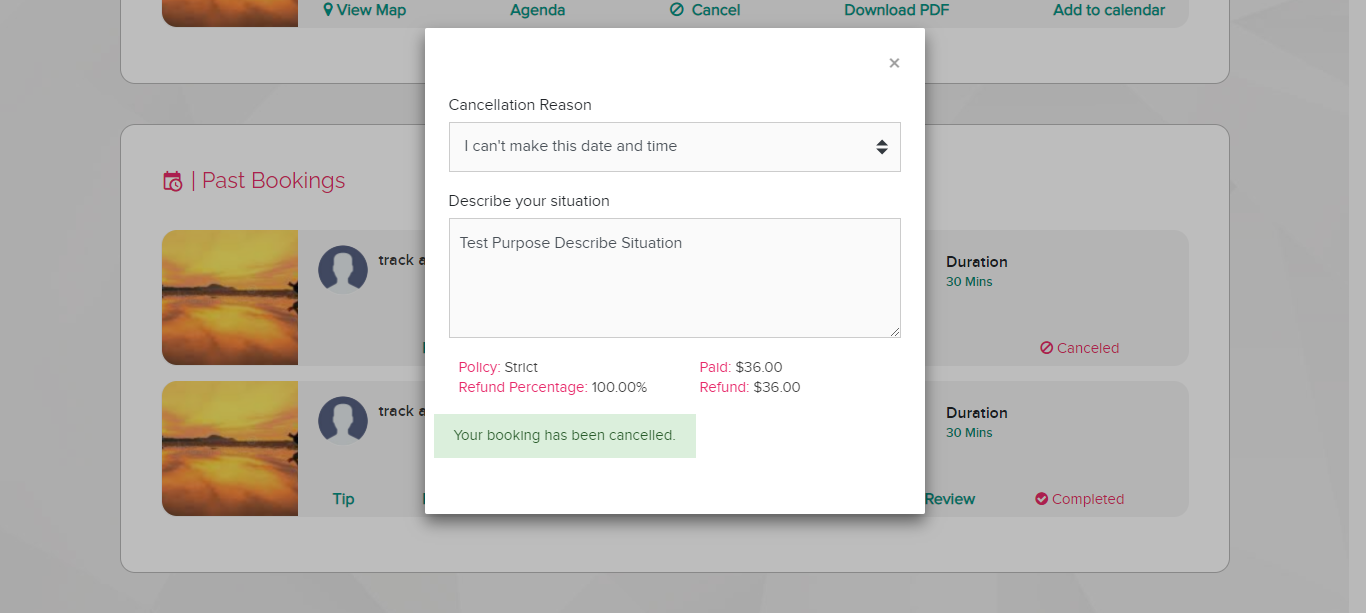 View Map Agenda Cancel Download PDF Add to calendar
×
Cancellation Reason
I can't make this date and time
Describe your situation
Test Purpose Describe Situation
Policy: Strict Paid: $36.00
Refund Percentage: 100.00% Refund: $36.00
Your booking has been cancelled.
| Past Bookings
track
Duration
30 Mins
Canceled
track
Duration
30 Mins
Tip Review Completed